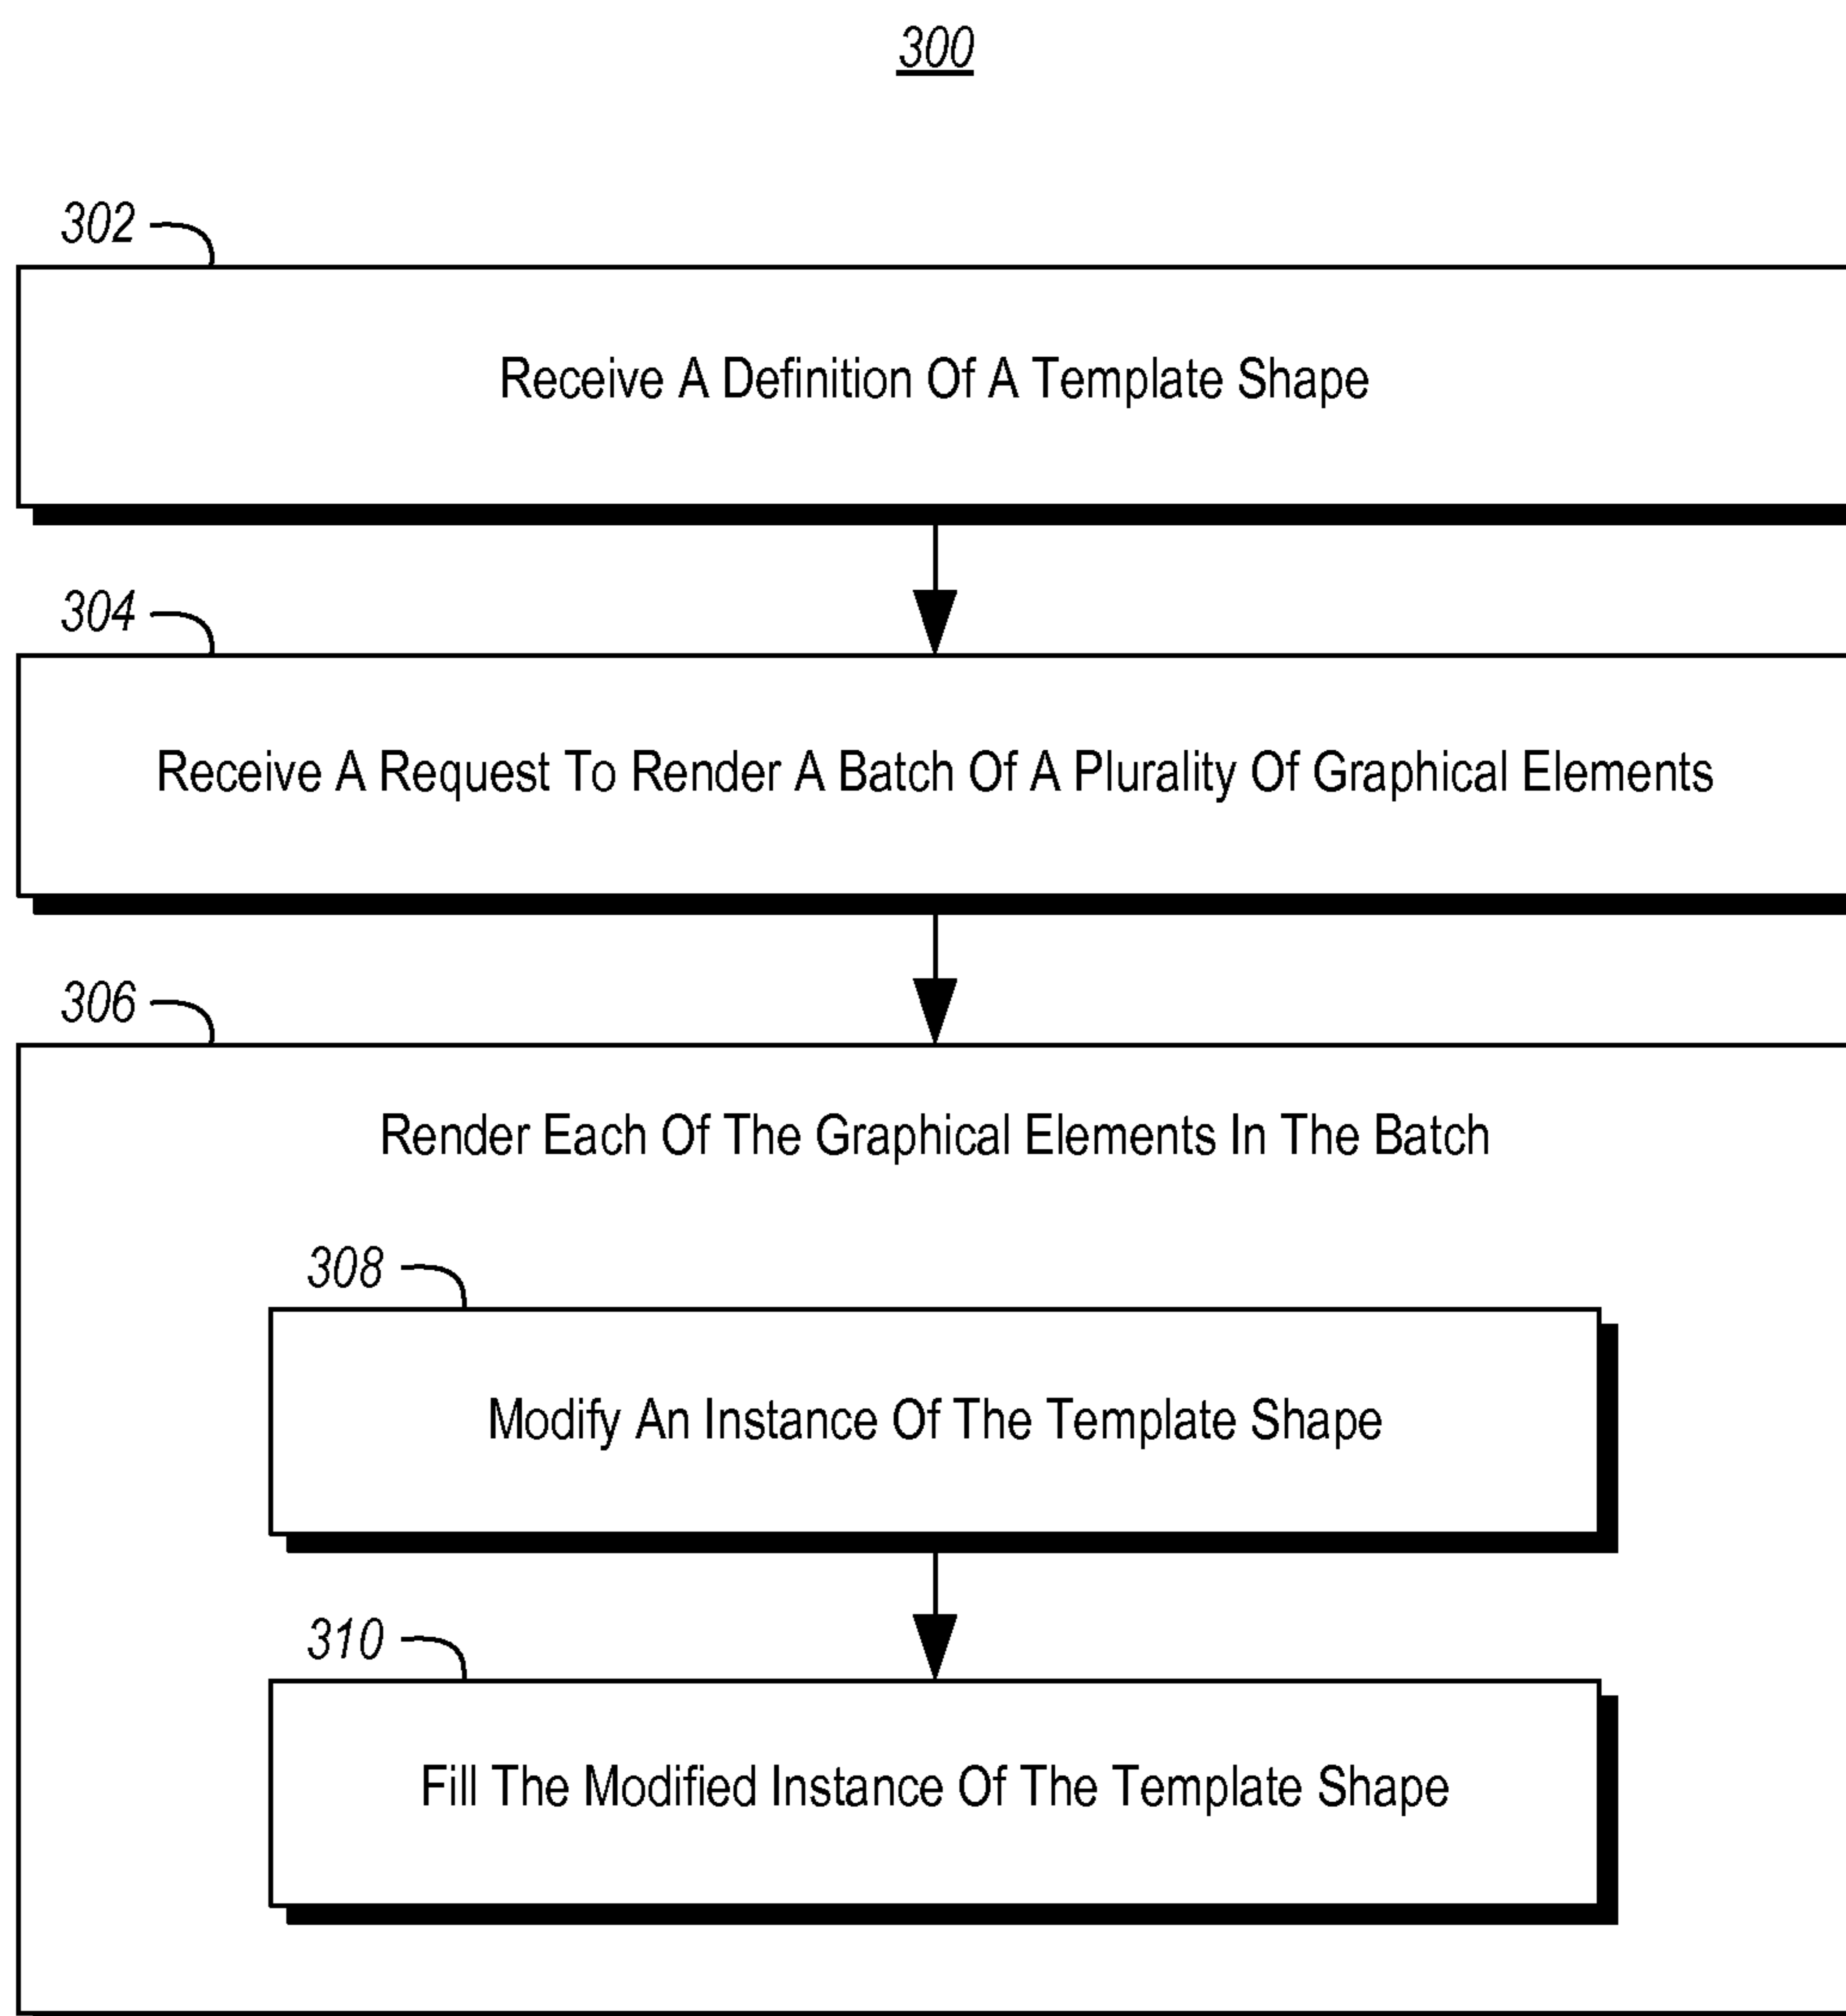 300
302
Receive A Definition Of A Template Shape
304
Receive A Request To Render A Batch Of A Plurality Of Graphical Elements
306
Render Each Of The Graphical Elements In The Batch
308
Modify An Instance Of The Template Shape
310
Fill The Modified Instance Of The Template Shape